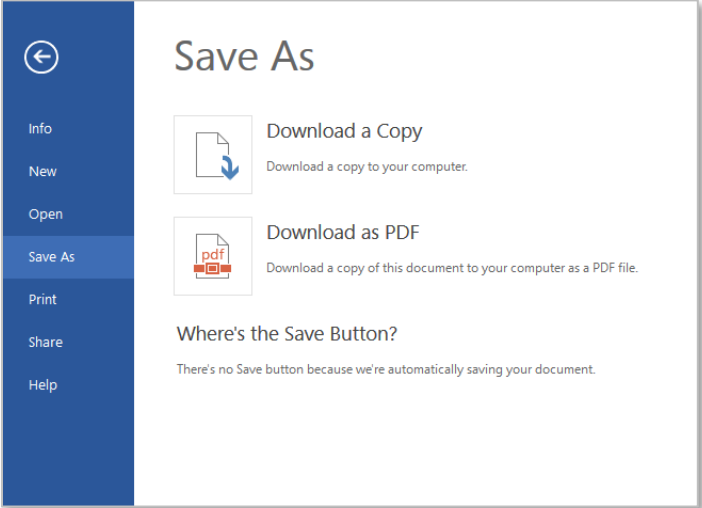 Save As
Info
New
Open
Save As
Print
Share
Help
Download a Copy
Download a copy to your computer.
pdf
Download as PDF
Download a copy of this document to your computer as a PDF file.
Where's the Save Button?
There's no Save button because we're automatically saving your document.